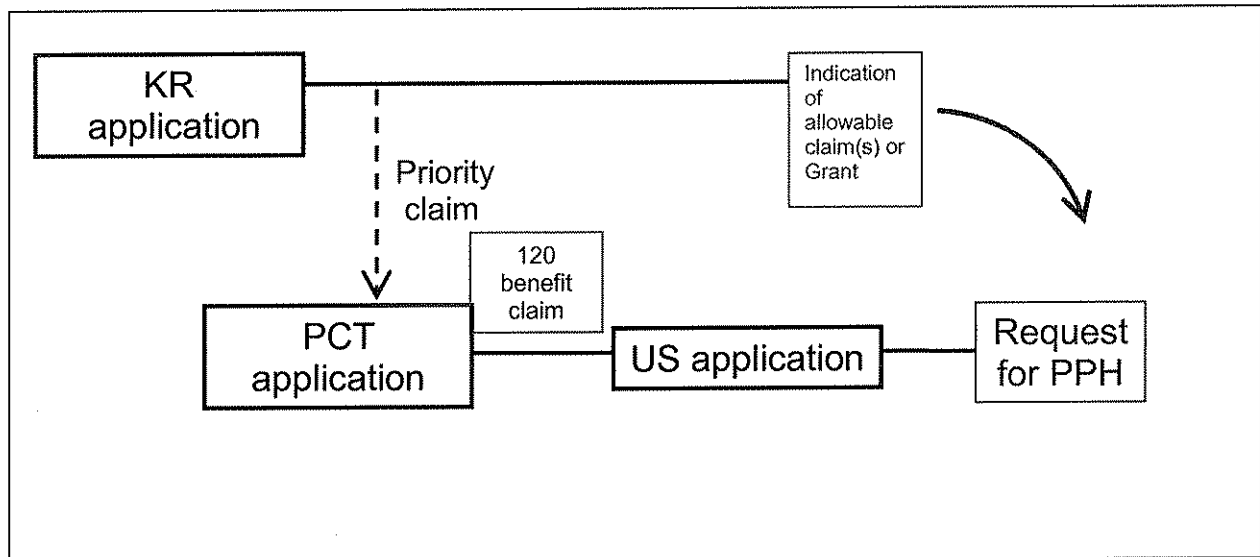 KR
application
Indication
of
allowable
claim(s) or
Grant
Priority
claim
120
benefit
claim
PCT
application
US application
Request
for PPH